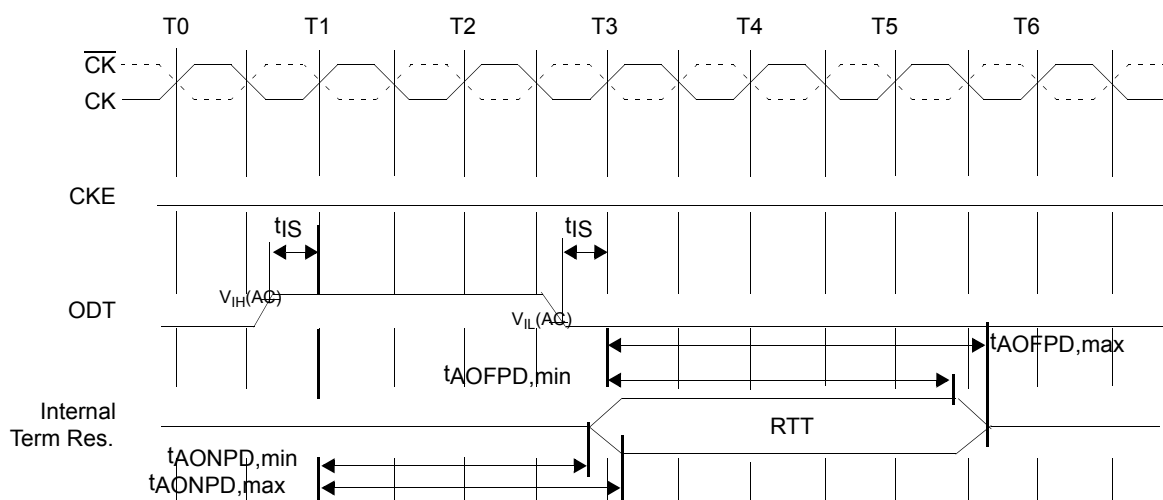 T0 T1 T2 T3 T4 T5 T6
CK
CK
CKE
tIS tIS
VIH(AC)
ODT
VIL(AC)
tAOFPD,max
tAOFPD,min
Internal
Term Res.
RTT
tAONPD,min
tAONPD,max